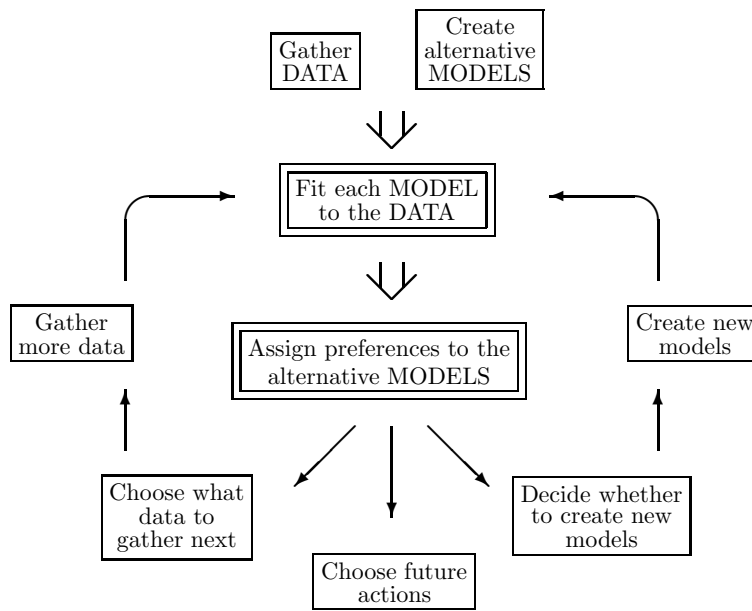 Gather
DATA
Create
alternative
MODELS
Fit each MODEL
to the DATA
Gather
more data
Assign preferences to the
alternative MODELS
Create new
models
Choose what
data to
gather next
Choose future
actions
Decide whether
to create new
models